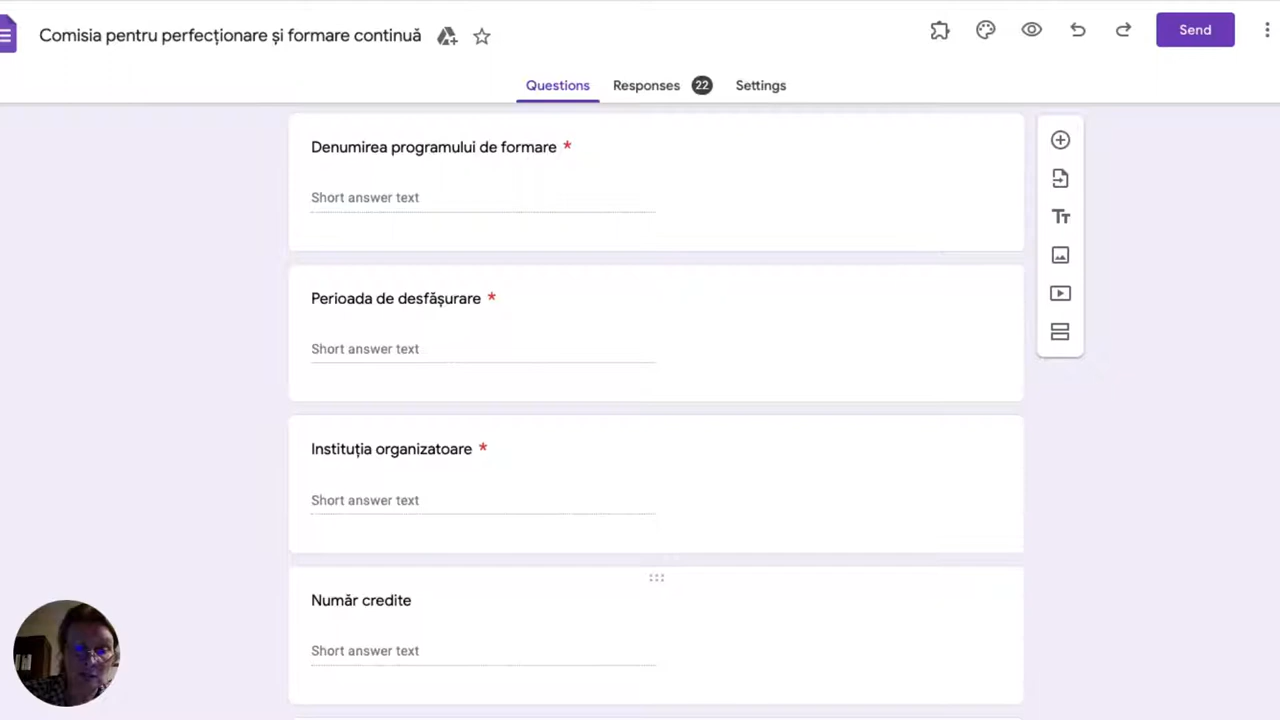 Comisia pentru perfecționare și formare continuă
Send
Questions Responses 22 Settings
Denumirea programului de formare *
Short answer text
Perioada de desfășurare *
Short answer text
Instituția organizatoare *
Short answer text
Număr credite
Short answer text